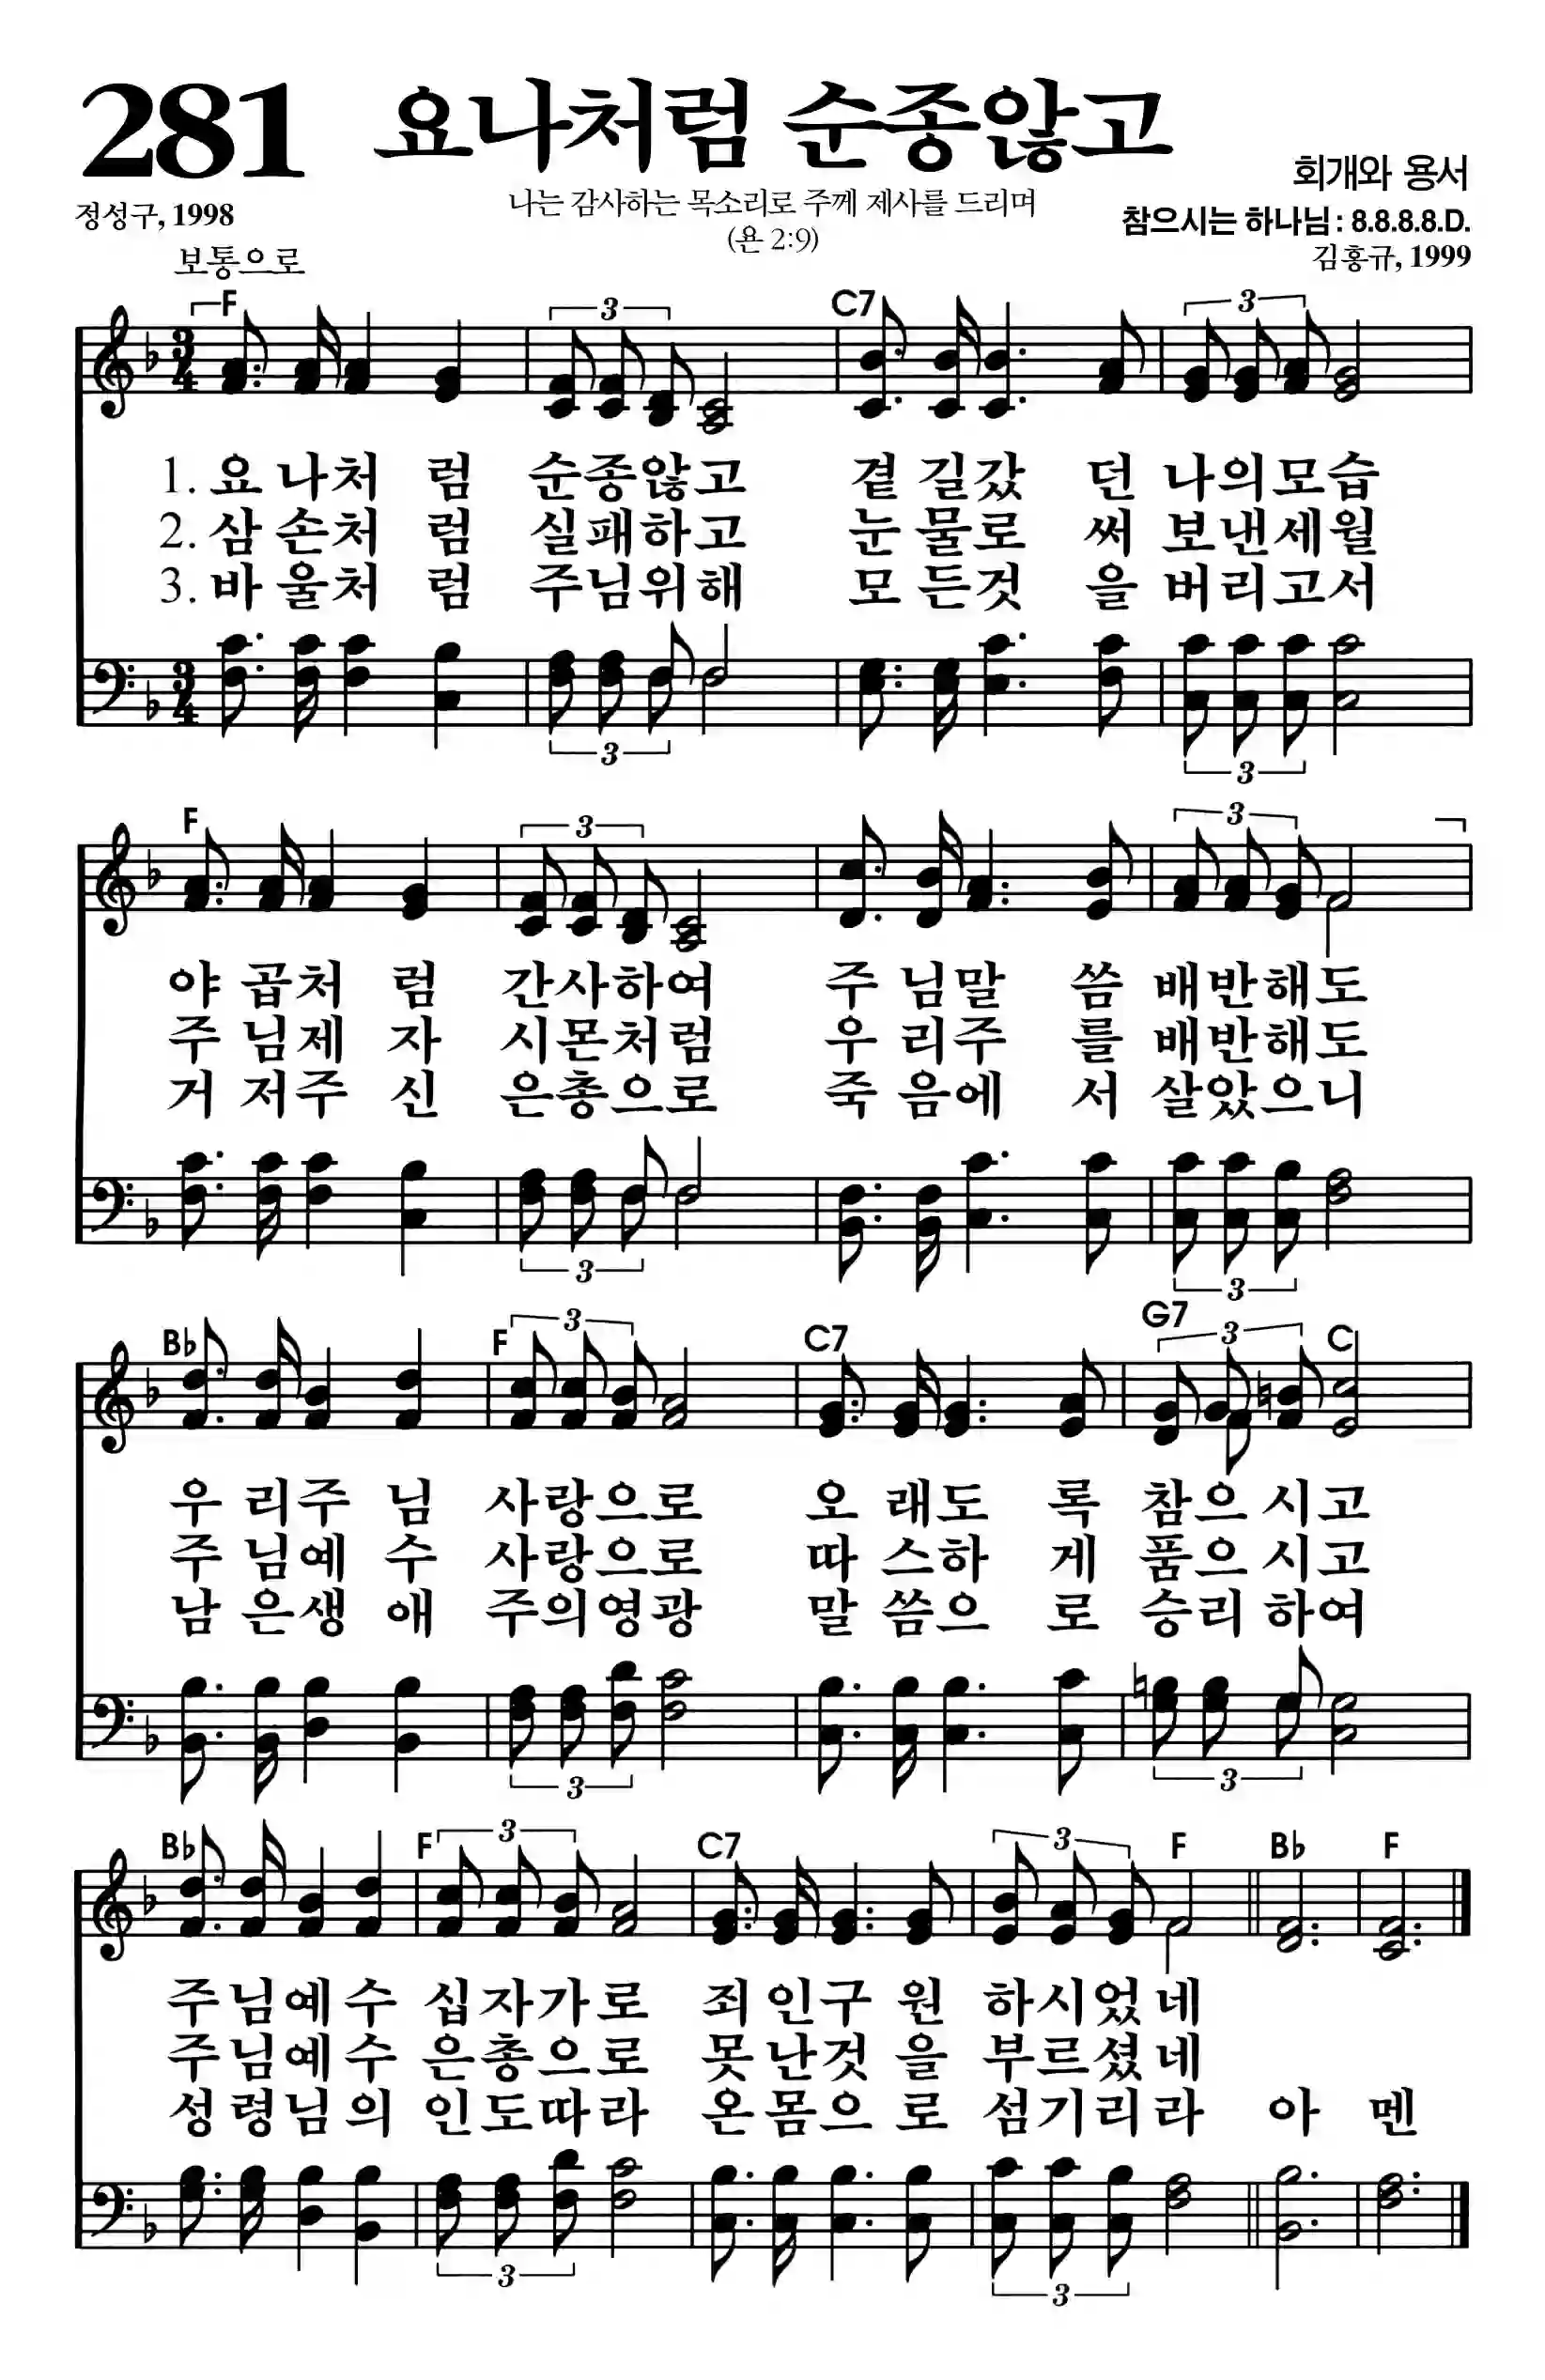 281 요나처럼 순종않고
회개와 용서
나는 감사하는 목소리로 주께 제사를 드리며
(욘 2:9)
정성구, 1998
참으시는 하나님 : 8.8.8.8.D.
김홍규, 1999
보통으로
F 3 C7 3
3 4
1. 요 나처 럼 순종않고 곁 길갔 던 나의모습
2. 삼 손처 럼 실패하고 눈 물로 써 보낸세월
3. 바 울처 럼 주님위해 모 든것 을 버리고서
3 4
3 3
F 3 3
야 곱처 럼 간사하여 주 님말 씀 배반해도
주 님제 자 시몬처럼 우 리주 를 배반해도
거 저주 신 은총으로 죽 음에 서 살았으니
3 3
B♭ F 3 C7 G7 3 C
우 리주 님 사랑으로 오 래도 록 참으시고
주 님예 수 사랑으로 따 스하 게 품으시고
남 은생 애 주의영광 말 씀으 로 승리하여
3 3
B♭ F 3 C7 3 F B♭ F
주님예수 십자가로 죄 인구 원 하시었네
주님예수 은총으로 못 난것 을 부르셨네
성령님의 인도따라 온 몸으 로 섬기리라 아 멘
3 3